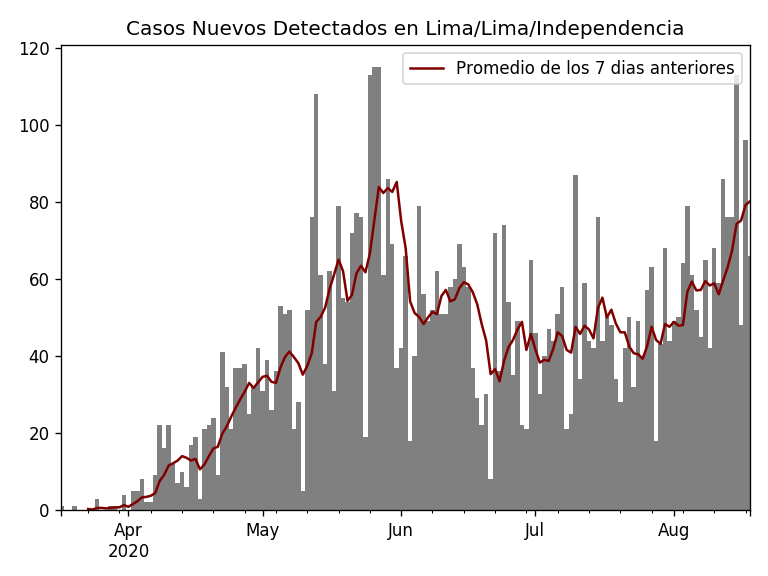 Casos Nuevos Detectados en Lima/Lima/Independencia
Promedio de los 7 dias anteriores
120
100
80
60
40
20
0
Apr
2020
May
Jun
Jul
Aug